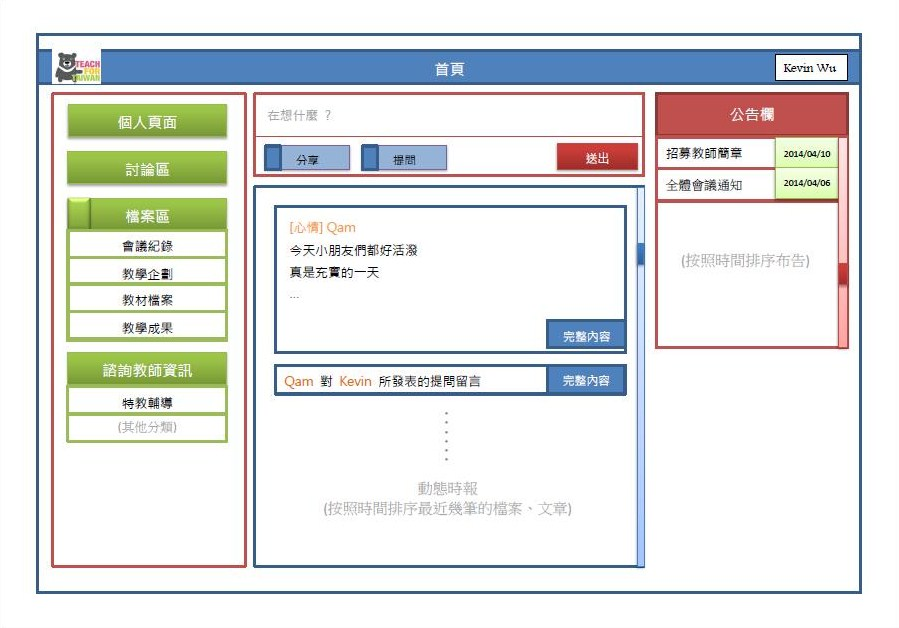 TEACH
FOR
TAIWAN
首頁
Kevin Wu
個人頁面
討論區
檔案區
會議紀錄
教學企劃
教材檔案
教學成果
諮詢教師資訊
特教輔導
(其他分類)
在想什麼 ？
分享
提問
送出
[心情] Qam
今天小朋友們都好活潑
真是充實的一天
...
完整內容
Qam 對 Kevin 所發表的提問留言
完整內容
動態時報
(按照時間排序最近幾筆的檔案、文章)
公告欄
招募教師簡章 2014/04/10
全體會議通知 2014/04/06
(按照時間排序布告)